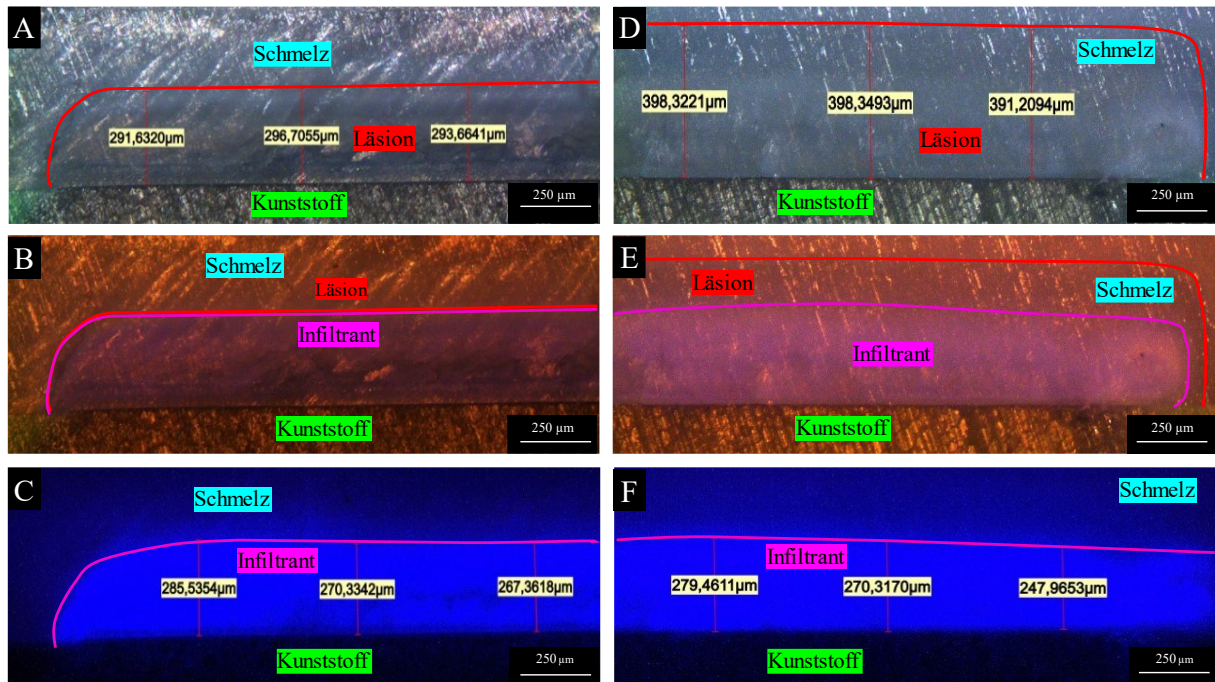 A
Schmelz
291,6320µm
296,7055µm
Läsion
293,6641µm
Kunststoff
250 µm
D
Schmelz
398,3221µm
398,3493µm
391,2094µm
Läsion
Kunststoff
250 µm
B
Schmelz
Läsion
Infiltrant
Kunststoff
250 µm
E
Läsion
Schmelz
Infiltrant
Kunststoff
250 µm
C
Schmelz
Infiltrant
285,5354µm
270,3342µm
267,3618µm
Kunststoff
250 µm
F
Schmelz
Infiltrant
279,4611µm
270,3170µm
247,9653µm
Kunststoff
250 µm